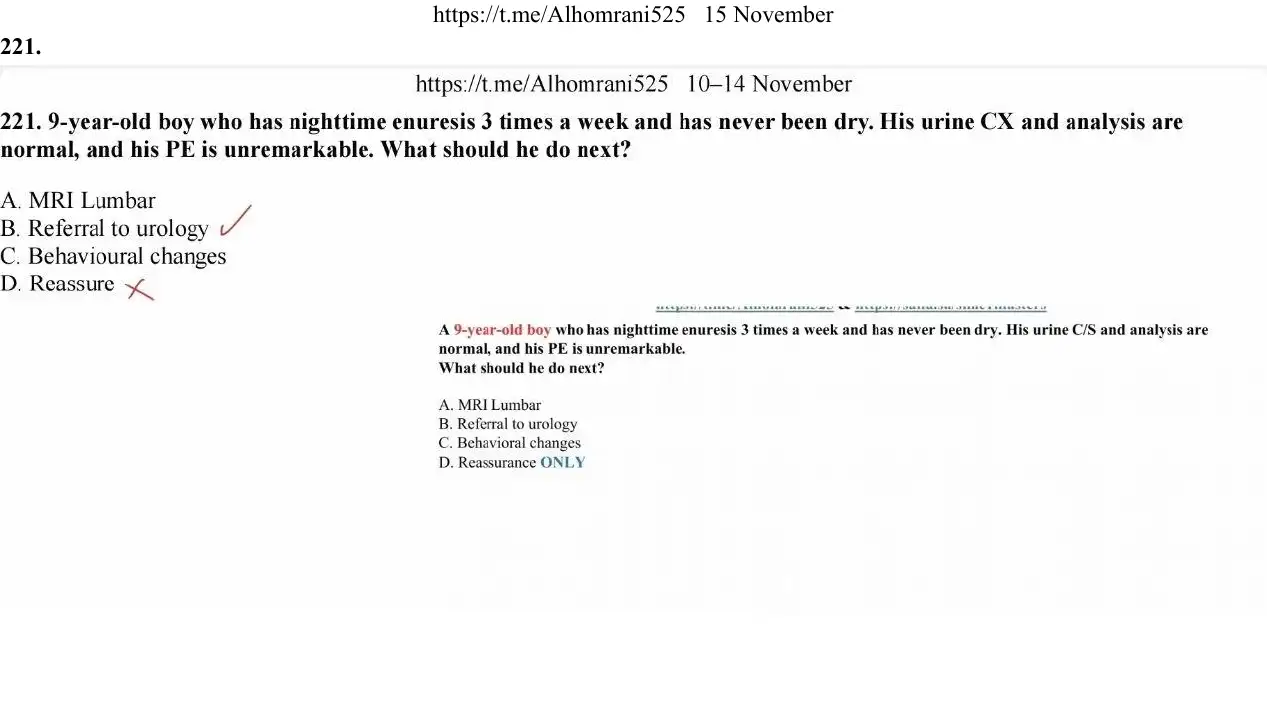 https://t.me/Alhomrani525 15 November
221.
https://t.me/Alhomrani525 10–14 November
221. 9-year-old boy who has nighttime enuresis 3 times a week and has never been dry. His urine CX and analysis are
normal, and his PE is unremarkable. What should he do next?
A. MRI Lumbar
B. Referral to urology
C. Behavioural changes
D. Reassure
A 9-year-old boy who has nighttime enuresis 3 times a week and has never been dry. His urine C/S and analysis are
normal, and his PE is unremarkable.
What should he do next?
A. MRI Lumbar
B. Referral to urology
C. Behavioral changes
D. Reassurance ONLY